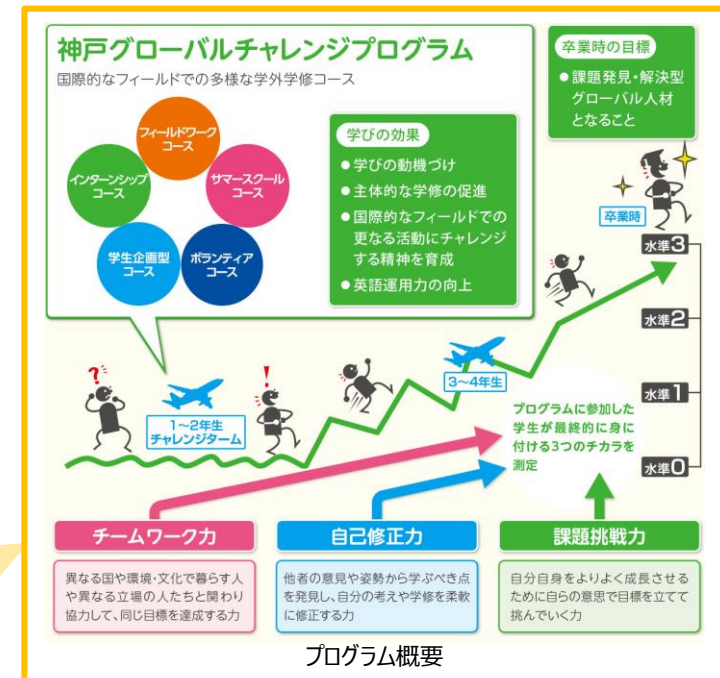 神戸グローバルチャレンジプログラム
国際的なフィールドでの多様な学外学修コース
フィールドワーク
コース
インターンシップ
コース
サマースクール
コース
学生企画型
コース
ボランティア
コース
学びの効果
●学びの動機づけ
●主体的な学修の促進
●国際的なフィールドでの
更なる活動にチャレンジ
する精神を育成
●英語運用力の向上
卒業時の目標
●課題発見・解決型
グローバル人材
となること
卒業時
水準3
水準2
水準1
水準0
?
1～2年生
チャレンジターム
!
3～4年生
プログラムに参加した
学生が最終的に身に
付ける3つのチカラを
測定
チームワーク力
異なる国や環境・文化で暮らす人
や異なる立場の人たちと関わり
協力して、同じ目標を達成する力
自己修正力
他者の意見や姿勢から学ぶべき点
を発見し、自分の考えや学修を柔軟
に修正する力
課題挑戦力
自分自身をよりよく成長させる
ために自らの意思で目標を立てて
挑んでいく力
プログラム概要